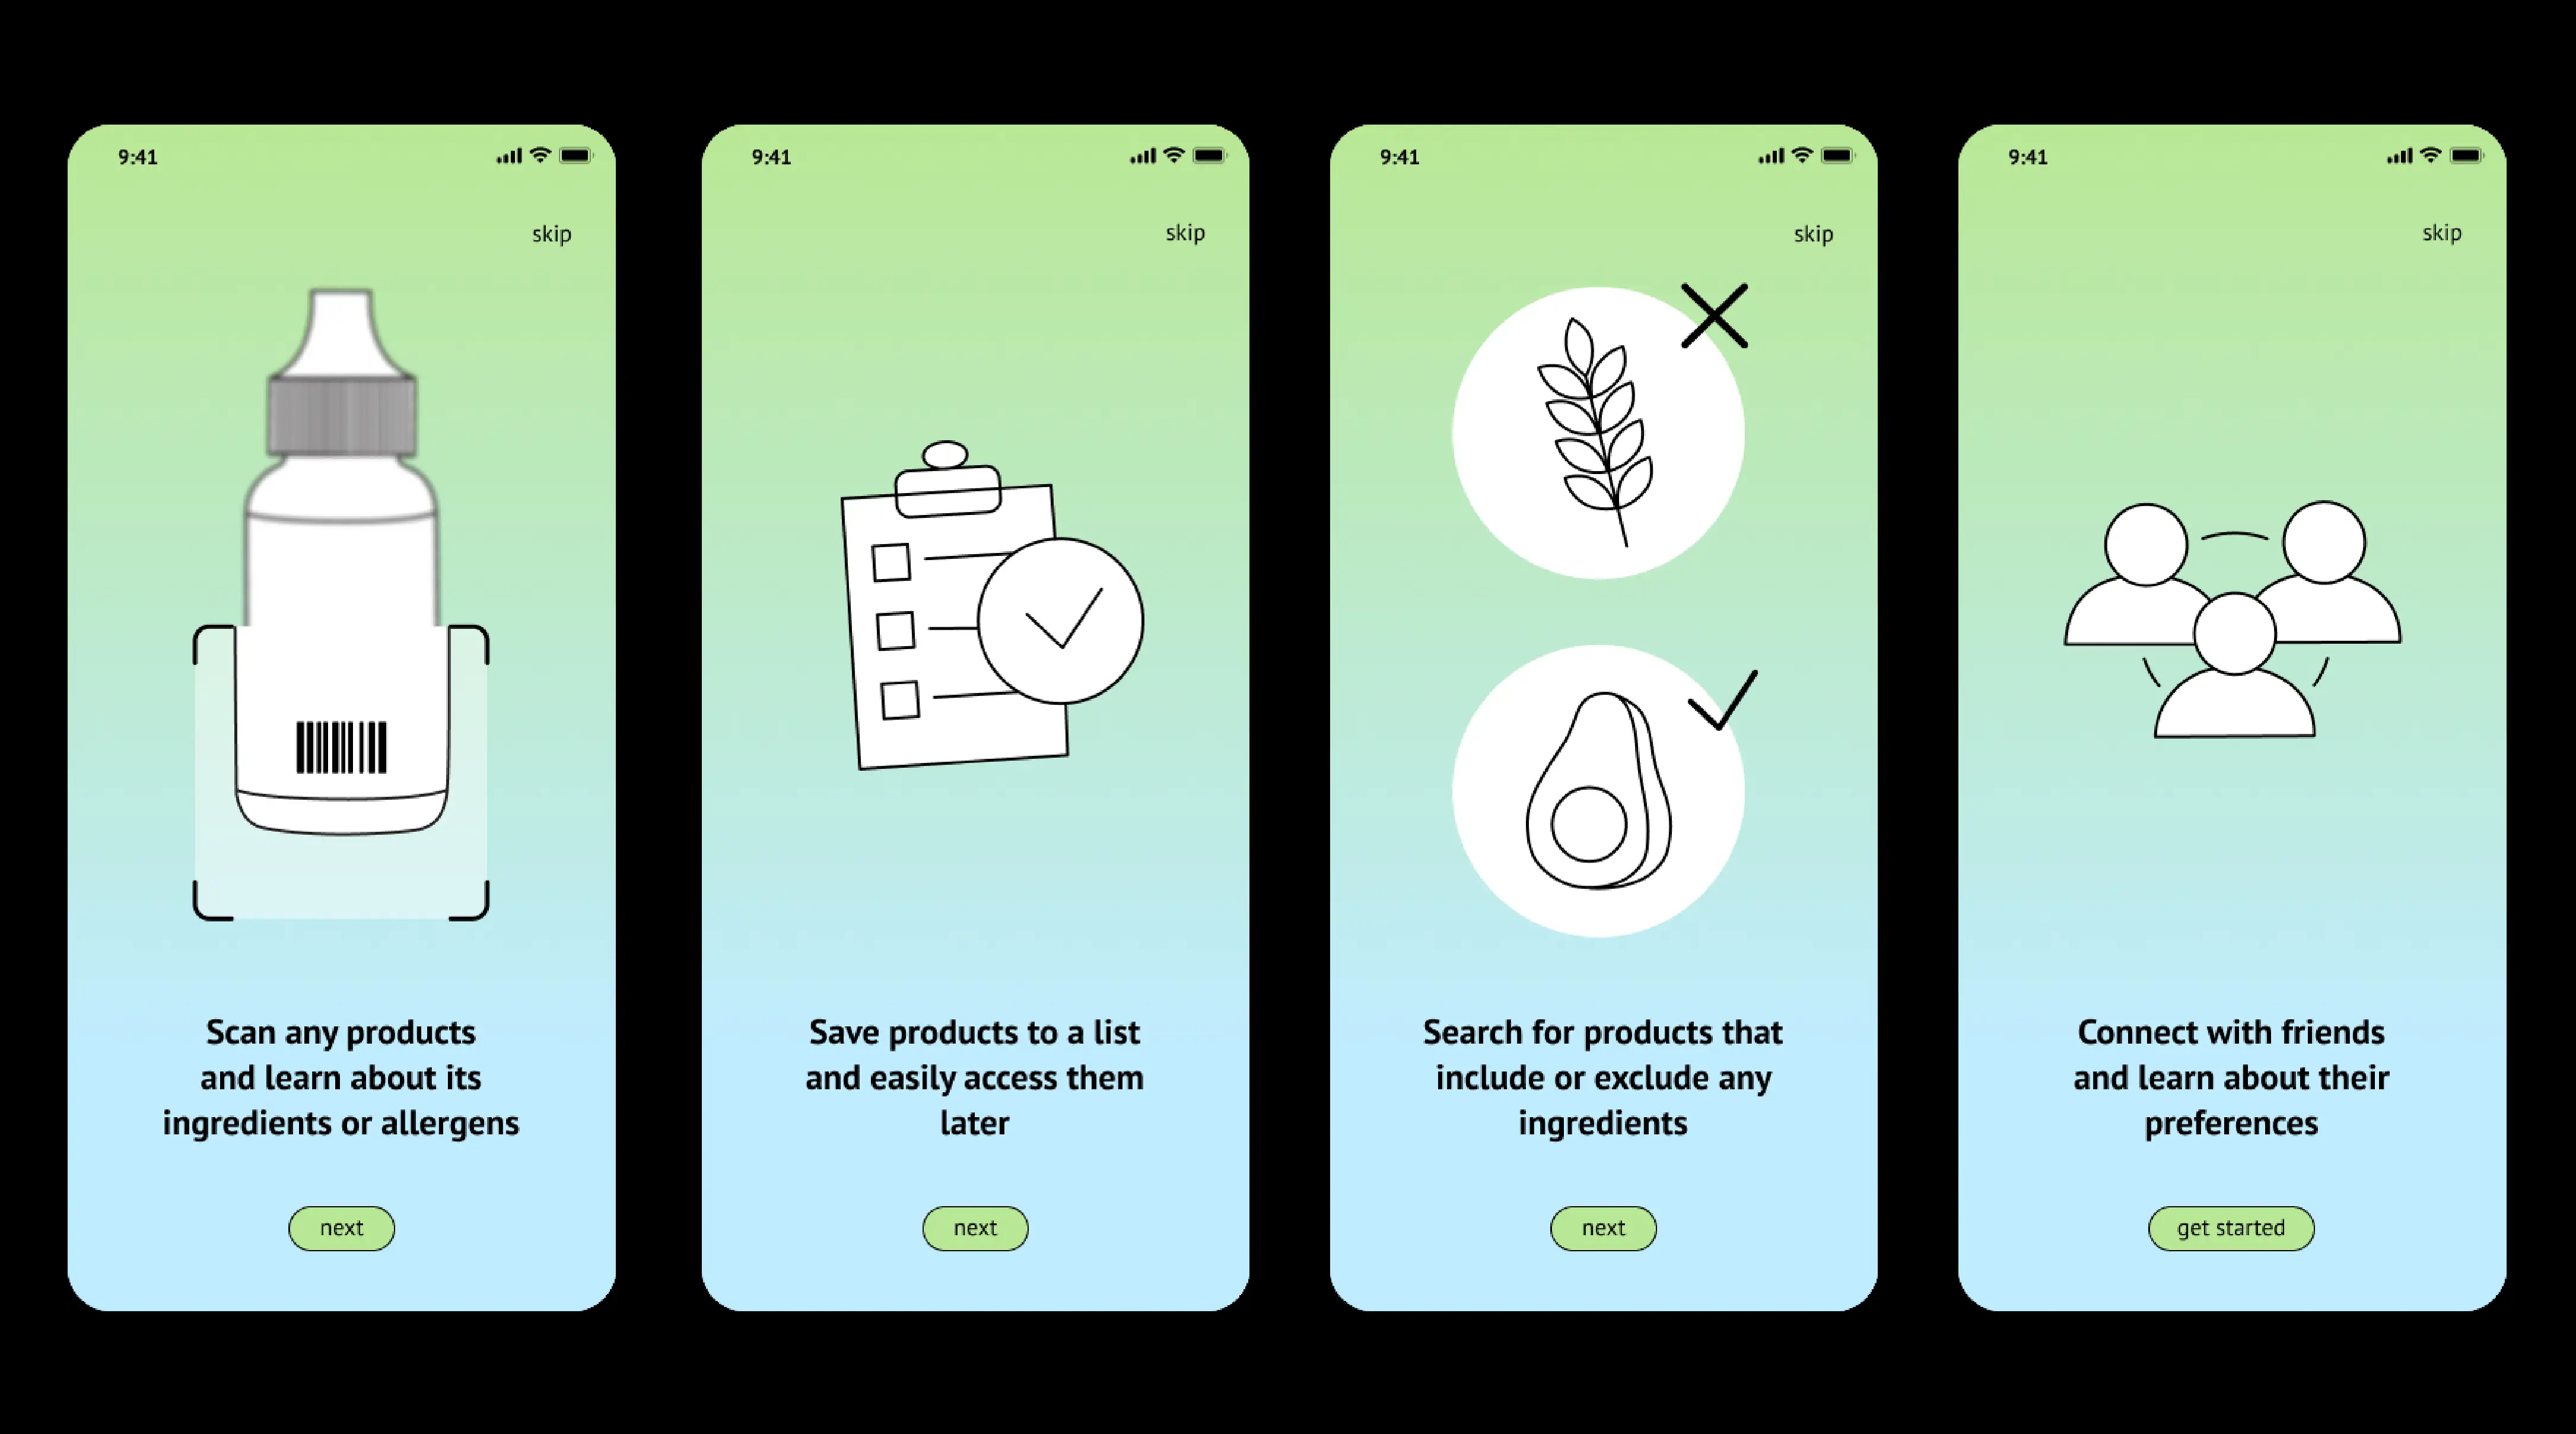 9:41
skip
Scan any products
and learn about its
ingredients or allergens
next
9:41
skip
Save products to a list
and easily access them
later
next
9:41
skip
Search for products that
include or exclude any
ingredients
next
9:41
skip
Connect with friends
and learn about their
preferences
get started